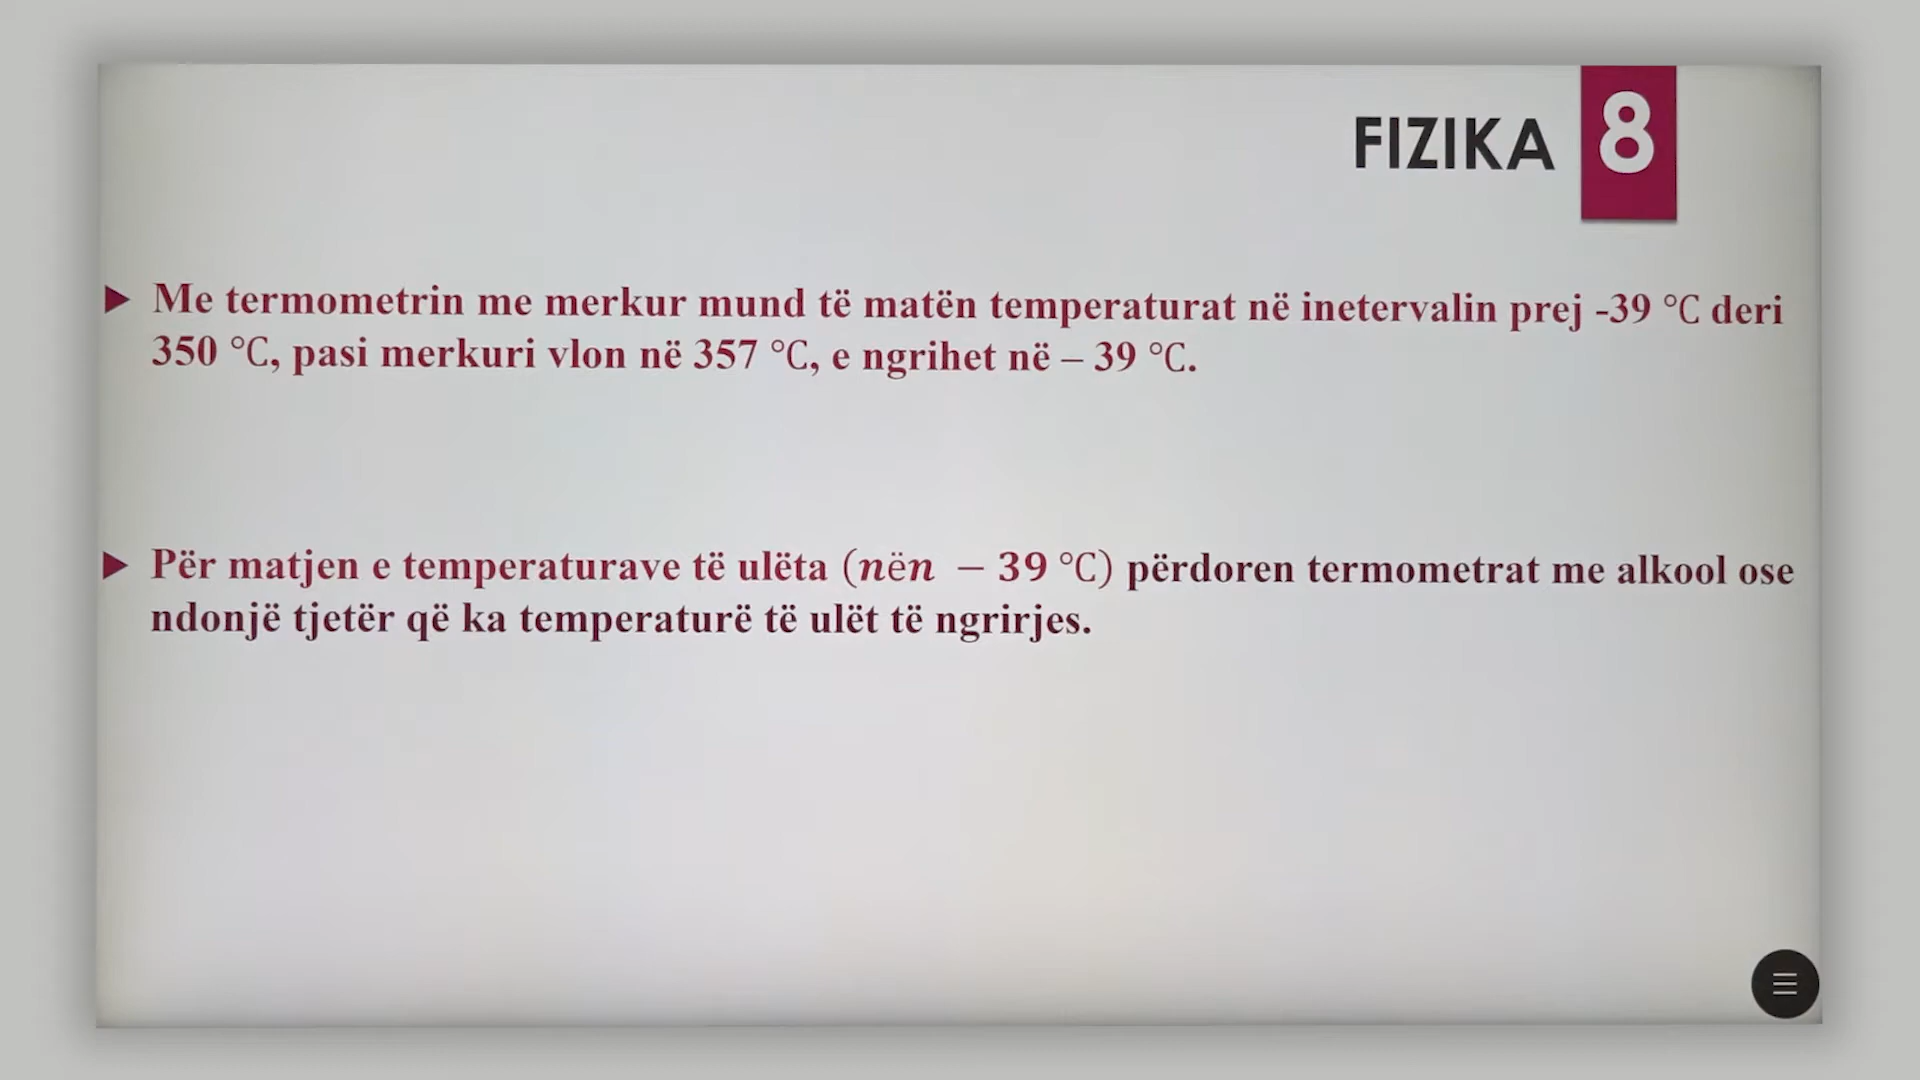 FIZIKA 8
Me termometrin me merkur mund të matën temperaturat në inetervalin prej -39 °C deri
350 °C, pasi merkuri vlon në 357 °C, e ngrihet në – 39 °C.
Për matjen e temperaturave të ulëta (nën – 39 °C) përdoren termometrat me alkool ose
ndonjë tjetër që ka temperaturë të ulët të ngrirjes.